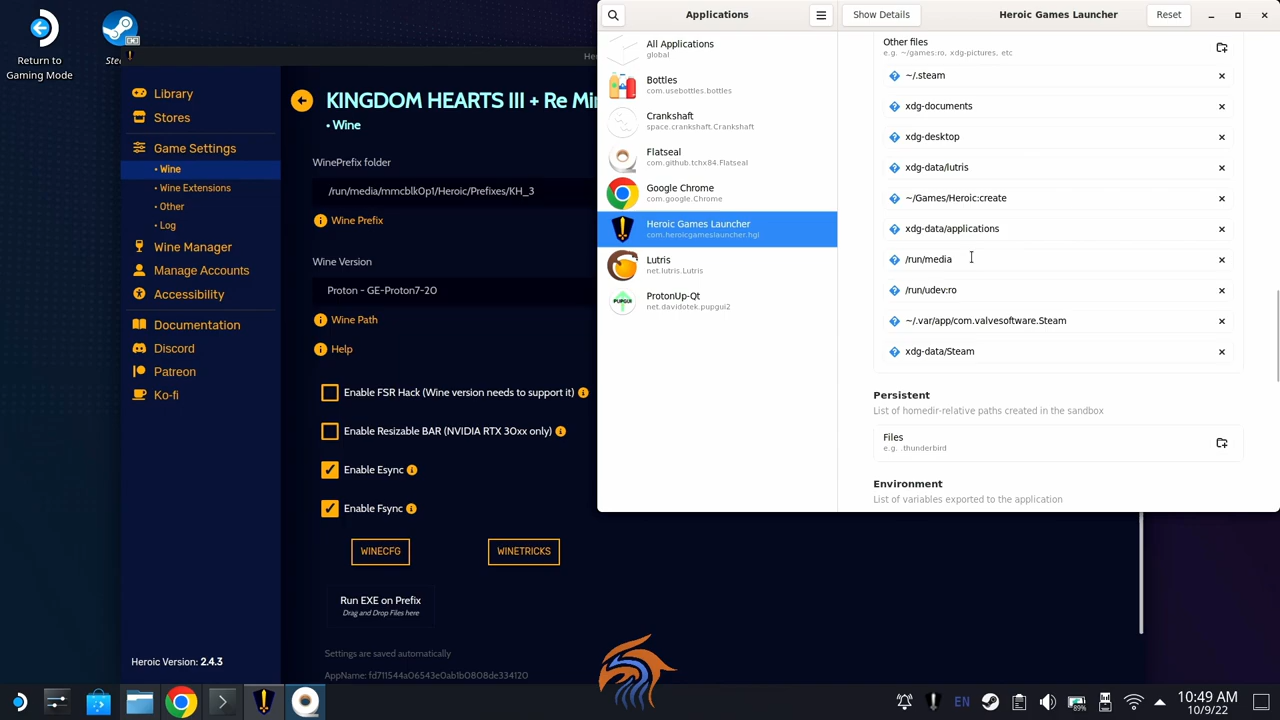 Return to
Gaming Mode
Library
Stores
Game Settings
• Wine
• Wine Extensions
• Other
• Log
Wine Manager
Manage Accounts
Accessibility
Documentation
Discord
Patreon
Ko-fi
Heroic Version: 2.4.3
KINGDOM HEARTS III + Re
• Wine
WinePrefix folder
/run/media/mmcblk0p1/Heroic/Prefixes/KH_3
Wine Prefix
Wine Version
Proton - GE-Proton7-20
Wine Path
Help
Enable FSR Hack (Wine version needs to support it)
Enable Resizable BAR (NVIDIA RTX 30xx only)
Enable Esync
Enable Fsync
WINECFG
WINETRICKS
Run EXE on Prefix
Drag and Drop Files here
Settings are saved automatically
AppName: fd711544a06543e0ab1b0808de334120
Applications
All Applications
global
Bottles
com.usebottles.bottles
Crankshaft
space.crankshaft.Crankshaft
Flatseal
com.github.tchx84.Flatseal
Google Chrome
com.google.Chrome
Heroic Games Launcher
com.heroicgameslauncher.hgl
Lutris
net.lutris.Lutris
ProtonUp-Qt
net.davidotek.pupgui2
PUPGUI
Show Details
Heroic Games Launcher
Reset
Other files
e.g. ~/games:ro, xdg-pictures, etc
~/.steam
xdg-documents
xdg-desktop
xdg-data/lutris
~/Games/Heroic:create
xdg-data/applications
/run/media
/run/udev:ro
~/.var/app/com.valvesoftware.Steam
xdg-data/Steam
Persistent
List of homedir-relative paths created in the sandbox
Files
e.g. .thunderbird
Environment
List of variables exported to the application
EN
89%
10:49 AM
10/9/22